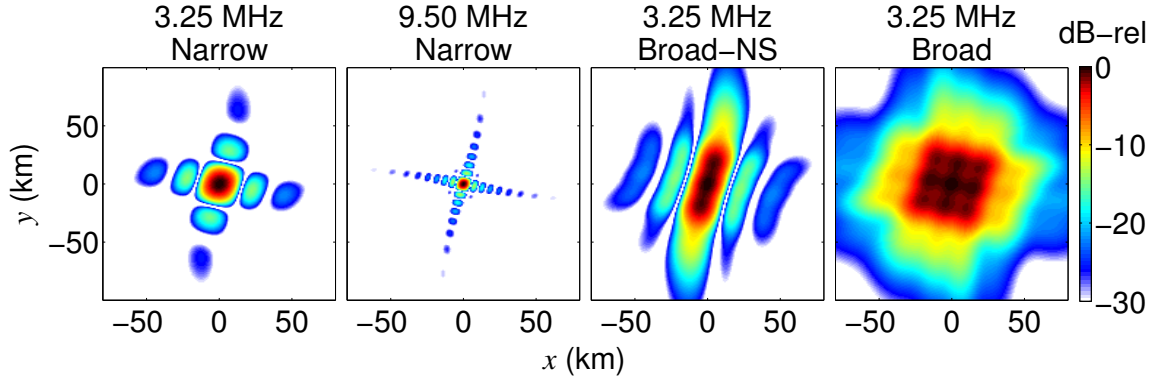 3.25 MHz 9.50 MHz 3.25 MHz 3.25 MHz
Narrow Narrow Broad−NS Broad
dB−rel
0
−10
−20
−30
50
0
−50
y (km)
−50 0 50 −50 0 50 −50 0 50 −50 0 50
x (km)